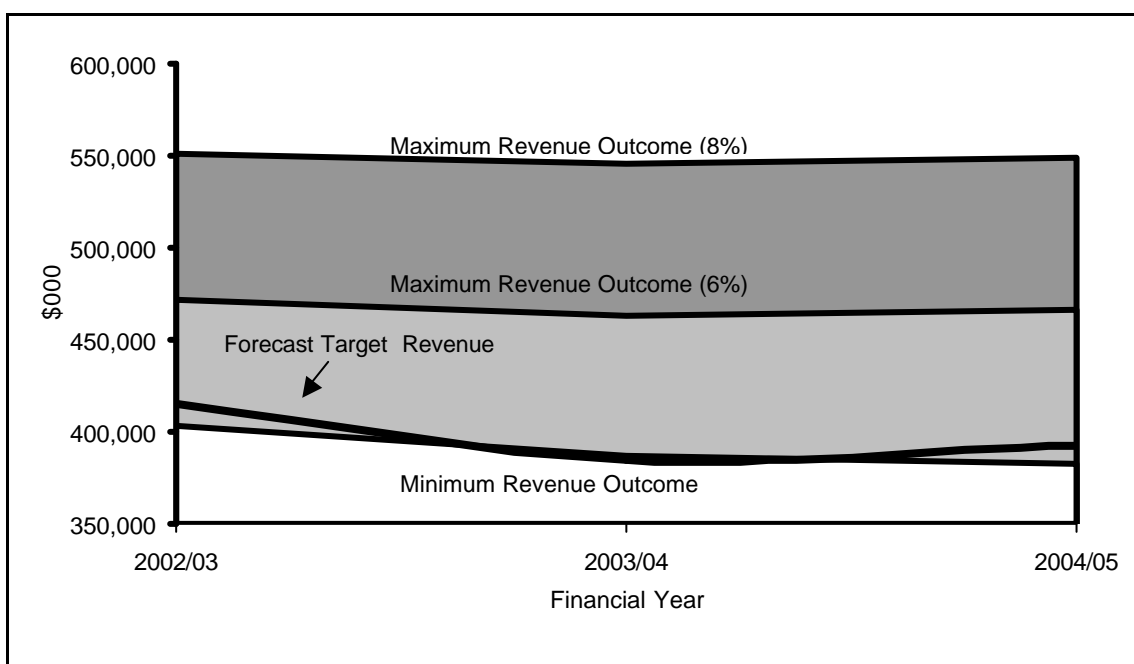 600,000
550,000
500,000
450,000
400,000
350,000
$000
Maximum Revenue Outcome (8%)
Maximum Revenue Outcome (6%)
Forecast Target Revenue
Minimum Revenue Outcome
2002/03
2003/04
2004/05
Financial Year